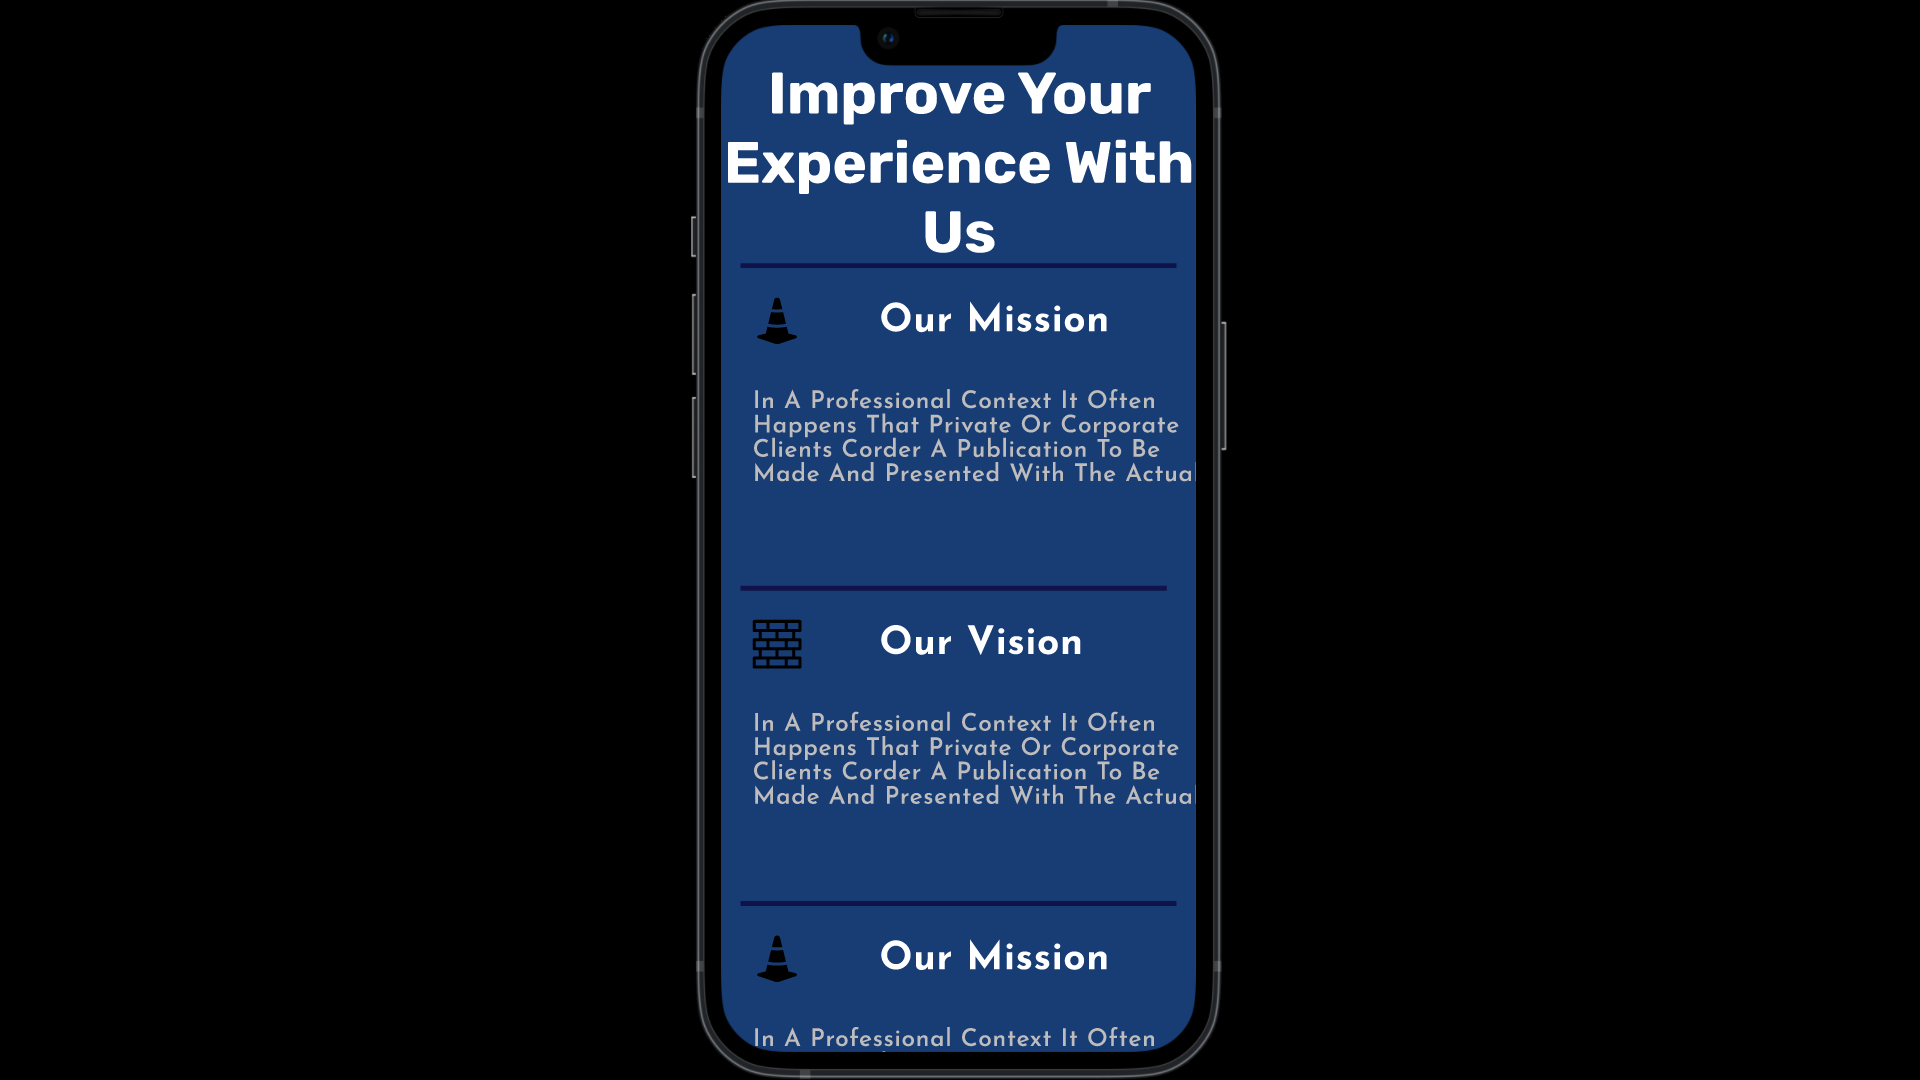 Improve Your
Experience With
Us
Our Mission
In A Professional Context It Often
Happens That Private Or Corporate
Clients Corder A Publication To Be
Made And Presented With The Actual
Our Vision
In A Professional Context It Often
Happens That Private Or Corporate
Clients Corder A Publication To Be
Made And Presented With The Actual
Our Mission
In A Professional Context It Often